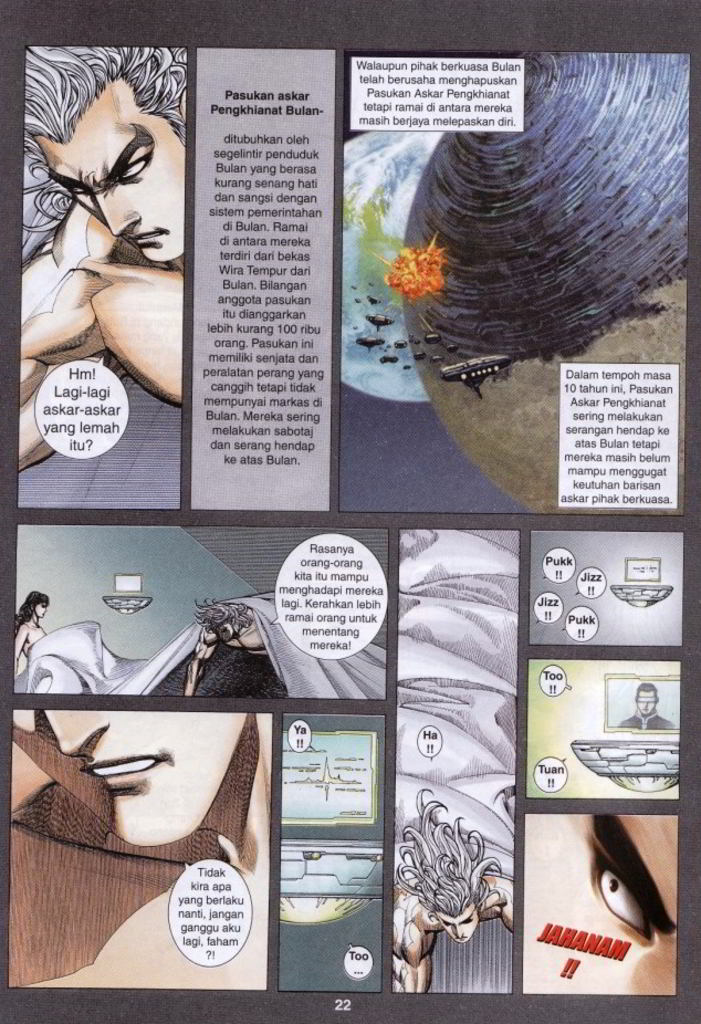 Hm!
Lagi-lagi
askar-askar
yang lemah
itu?
Pasukan askar
Pengkhianat Bulan-
ditubuhkan oleh
segelintir penduduk
Bulan yang berasa
kurang senang hati
dan sangsi dengan
sistem pemerintahan
di Bulan. Ramai
di antara mereka
terdiri dari bekas
Wira Tempur dari
Bulan. Bilangan
anggota pasukan
itu dianggarkan
lebih kurang 100 ribu
orang. Pasukan ini
memiliki senjata dan
peralatan perang yang
canggih tetapi tidak
mempunyai markas di
Bulan. Mereka sering
melakukan sabotaj
dan serang hendap
ke atas Bulan.
Walaupun pihak berkuasa Bulan
telah berusaha menghapuskan
Pasukan Askar Pengkhianat
tetapi ramai di antara mereka
masih berjaya melepaskan diri.
Dalam tempoh masa
10 tahun ini, Pasukan
Askar Pengkhianat
sering melakukan
serangan hendap ke
atas Bulan tetapi
mereka masih belum
mampu menggugat
keutuhan barisan
askar pihak berkuasa.
Rasanya
orang-orang
kita itu mampu
menghadapi mereka
lagi. Kerahkan lebih
ramai orang untuk
menentang
mereka!
Tidak
kira apa
yang berlaku
nanti, jangan
ganggu aku
lagi, faham
?!
Ya
!!
Too
...
Ha
!!
Pukk
!!
Jizz
!!
Jizz
!!
Pukk
!!
Too
!!
Tuan
!!
JAHANAM
!!
22